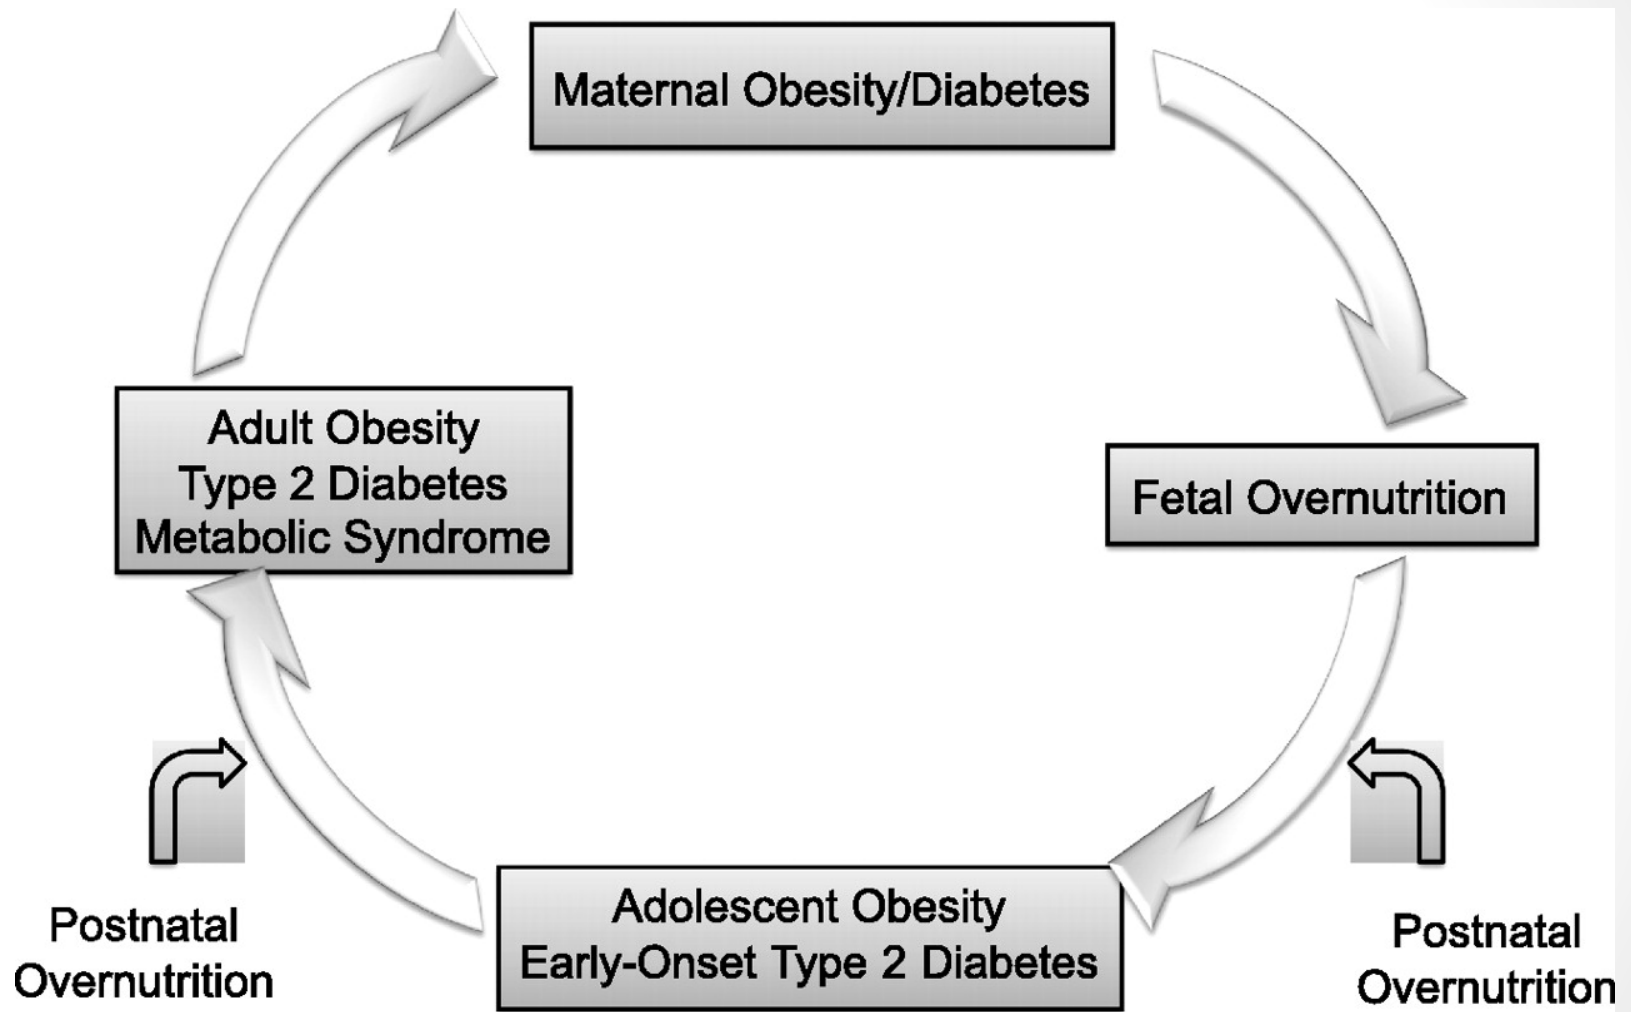 Maternal Obesity/Diabetes
Adult Obesity
Type 2 Diabetes
Metabolic Syndrome
Fetal Overnutrition
Adolescent Obesity
Early-Onset Type 2 Diabetes
Postnatal
Overnutrition
Postnatal
Overnutrition